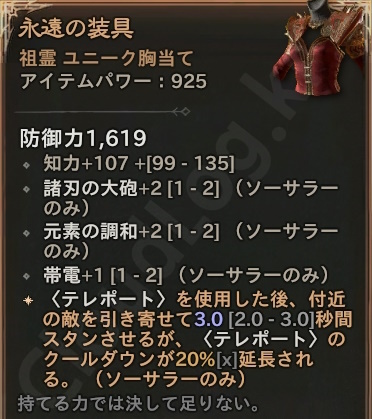 永遠の装具
祖霊 ユニーク胸当て
アイテムパワー：925
防御力1,619
知力+107 +[99 - 135]
諸刃の大砲+2 [1 - 2] （ソーサラー
のみ）
元素の調和+2 [1 - 2] （ソーサラー
のみ）
帯電+1 [1 - 2] （ソーサラーのみ）
〈テレポート〉を使用した後、付近
の敵を引き寄せて3.0 [2.0 - 3.0]秒間
スタンさせるが、〈テレポート〉の
クールダウンが20%[x]延長され
る。 （ソーサラーのみ）
持てる力では決して足りない。